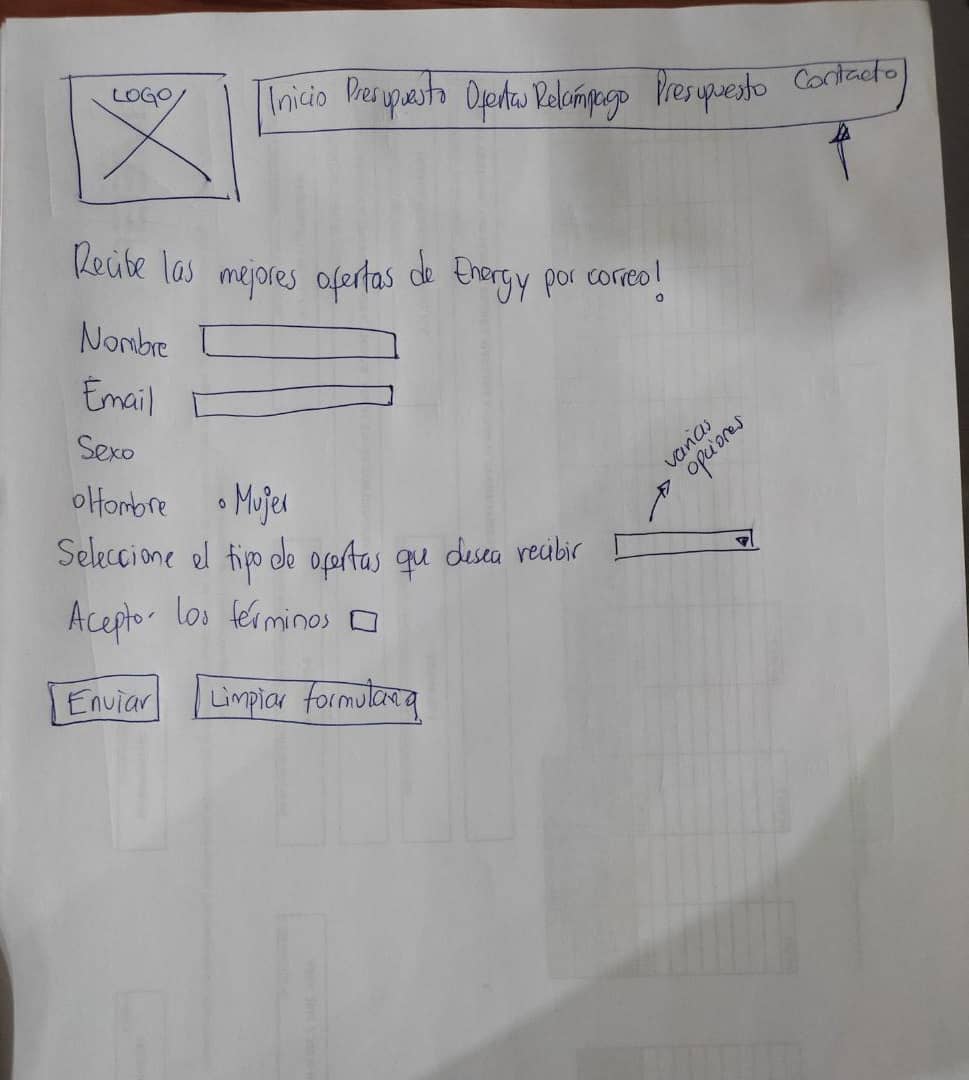 LOGO
Inicio Presupuesto Ofertas Relámpago Presupuesto Contacto
Recibe las mejores ofertas de Energy por correo!
Nombre
Email
Sexo
Hombre Mujer
varias
opciones
Seleccione el tipo de ofertas que desea recibir
Acepto los términos
Enviar Limpiar formulario